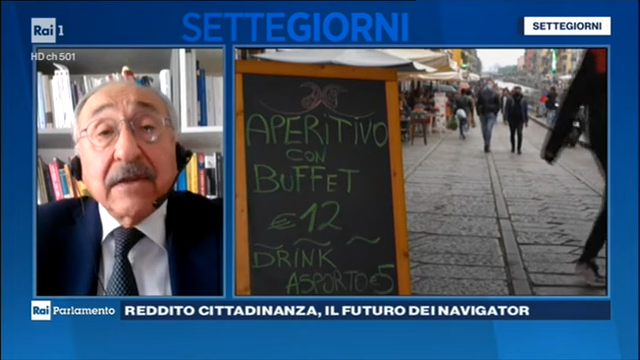 SETTEGIORNI
Rai 1
HD ch 501
SETTEGIORNI
APERITIVO
CON
BUFFET
€ 12
DRINK
ASPORTO €5
Rai Parlamento
REDDITO CITTADINANZA, IL FUTURO DEI NAVIGATOR